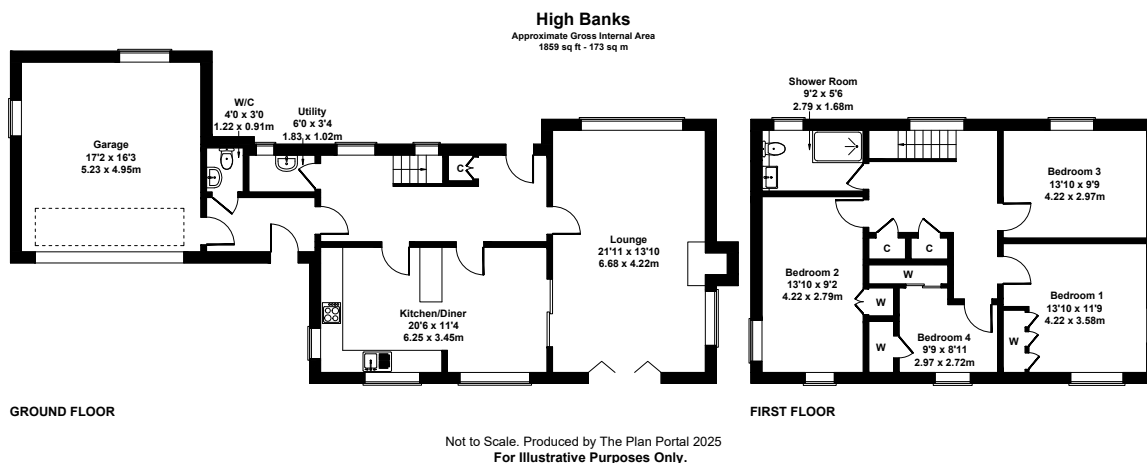 High Banks
Approximate Gross Internal Area
1859 sq ft - 173 sq m
Garage
17'2 x 16'3
5.23 x 4.95m
W/C
4'0 x 3'0
1.22 x 0.91m
Utility
6'0 x 3'4
1.83 x 1.02m
C
Lounge
21'11 x 13'10
6.68 x 4.22m
Kitchen/Diner
20'6 x 11'4
6.25 x 3.45m
GROUND FLOOR
Shower Room
9'2 x 5'6
2.79 x 1.68m
Bedroom 3
13'10 x 9'9
4.22 x 2.97m
C
C
W
Bedroom 2
13'10 x 9'2
4.22 x 2.79m
W
W
Bedroom 4
9'9 x 8'11
2.97 x 2.72m
Bedroom 1
13'10 x 11'9
4.22 x 3.58m
W
FIRST FLOOR
Not to Scale. Produced by The Plan Portal 2025
For Illustrative Purposes Only.